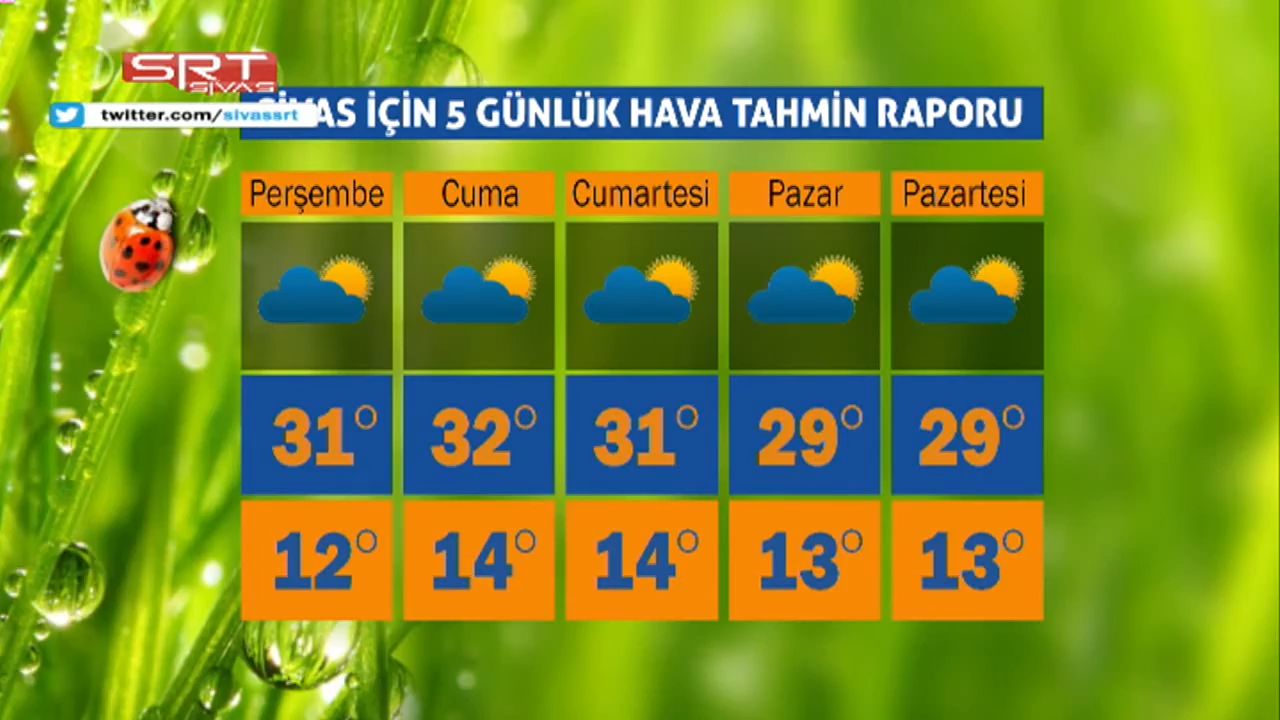 SRT
SİVAS
twitter.com/sivassrt
SİVAS İÇİN 5 GÜNLÜK HAVA TAHMİN RAPORU
Perşembe Cuma Cumartesi Pazar Pazartesi
31° 32° 31° 29° 29°
12° 14° 14° 13° 13°